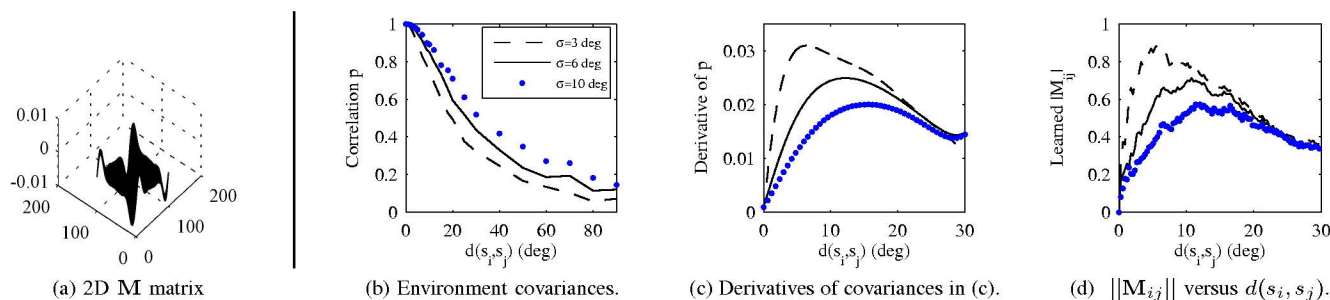 0.01
0
-0.01
200
100
0
0
100
200
(a) 2D M matrix
Correlation p
1
0.8
0.6
0.4
0.2
0
0 20 40 60 80
d(s_i,s_j) (deg)
σ=3 deg
σ=6 deg
σ=10 deg
(b) Environment covariances.
Derivative of p
0.03
0.02
0.01
0
0 10 20 30
d(s_i,s_j) (deg)
(c) Derivatives of covariances in (c).
Learned |M_ij|
1
0.8
0.6
0.4
0.2
0
0 10 20 30
d(s_i,s_j) (deg)
(d) ||M_ij|| versus d(s_i, s_j).